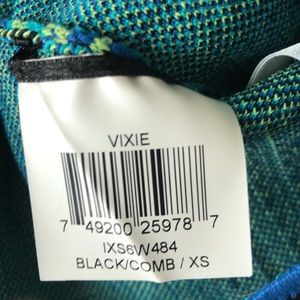 VIXIE
7 49200 25978 7
IXS6W484
BLACK/COMB / XS